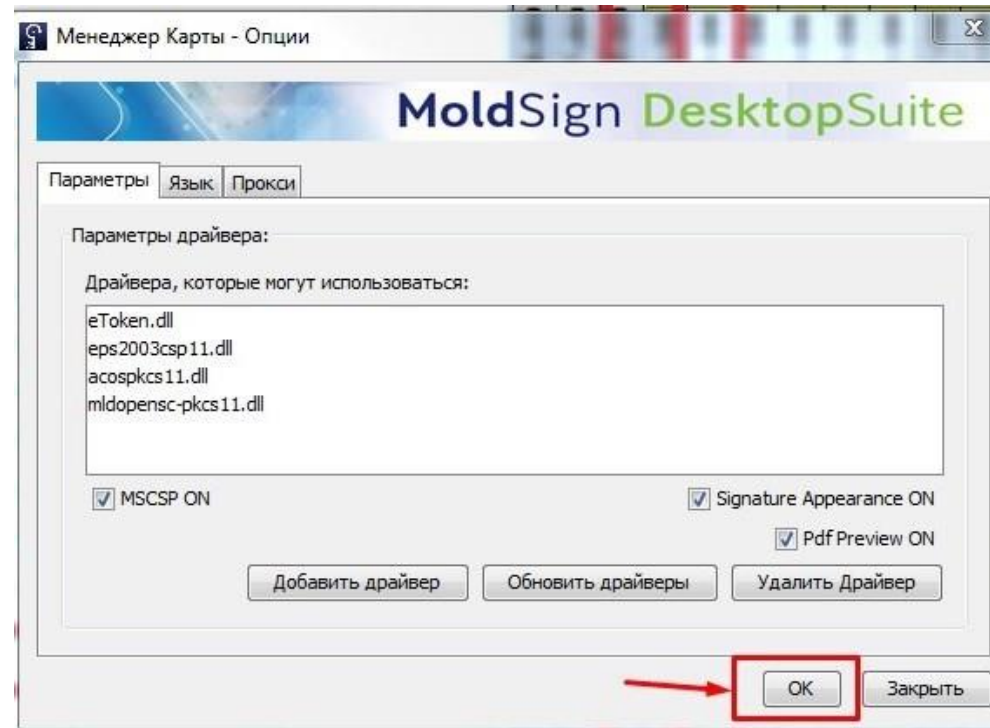 Менеджер Карты - Опции
MoldSign DesktopSuite
Параметры Язык Прокси
Параметры драйвера:
Драйвера, которые могут использоваться:
eToken.dll
eps2003csp11.dll
acospkcs11.dll
mldopensc-pkcs11.dll
MSCSP ON Signature Appearance ON
Pdf Preview ON
Добавить драйвер Обновить драйверы Удалить Драйвер
OK Закрыть